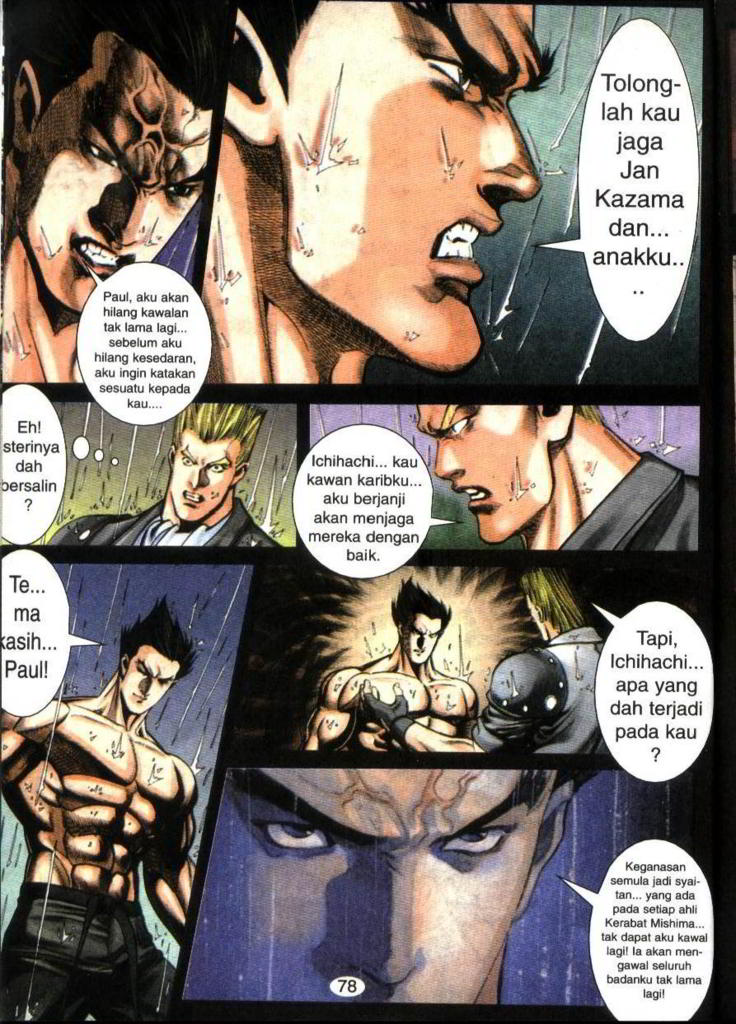 Paul, aku akan
hilang kawalan
tak lama lagi...
sebelum aku
hilang kesedaran,
aku ingin katakan
sesuatu kepada
kau....
Tolong-
lah kau
jaga
Jan
Kazama
dan...
anakku..
..
Eh!
sterinya
dah
bersalin
?
Ichihachi... kau
kawan karibku...
aku berjanji
akan menjaga
mereka dengan
baik.
Te...
ma
kasih...
Paul!
Tapi,
Ichihachi...
apa yang
dah terjadi
pada kau
?
Keganasan
semula jadi syai-
tan... yang ada
pada setiap ahli
Kerabat Mishima...
tak dapat aku kawal
lagi! Ia akan men-
gawal seluruh
badanku tak lama
lagi!
78